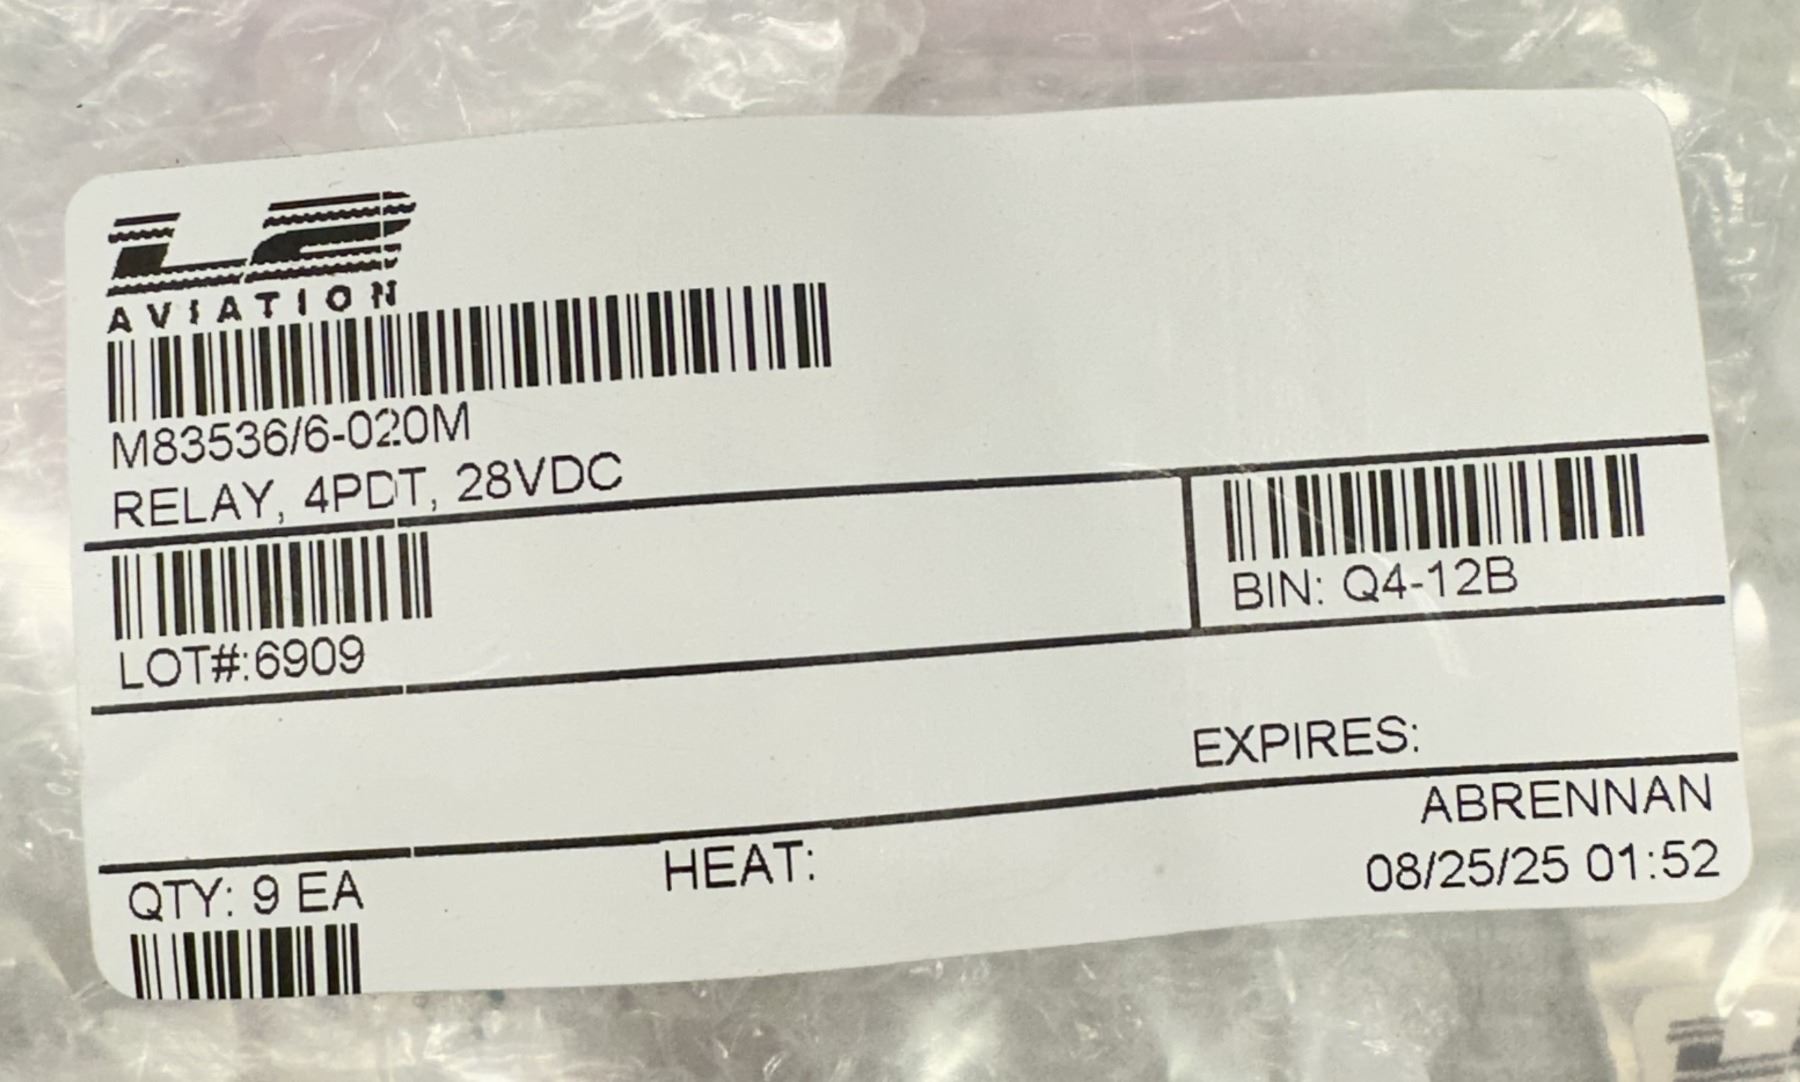 L2
AVIATION
M83536/6-020M
RELAY, 4PDT, 28VDC
BIN: Q4-12B
LOT#:6909
EXPIRES:
ABRENNAN
QTY: 9 EA
HEAT:
08/25/25 01:52